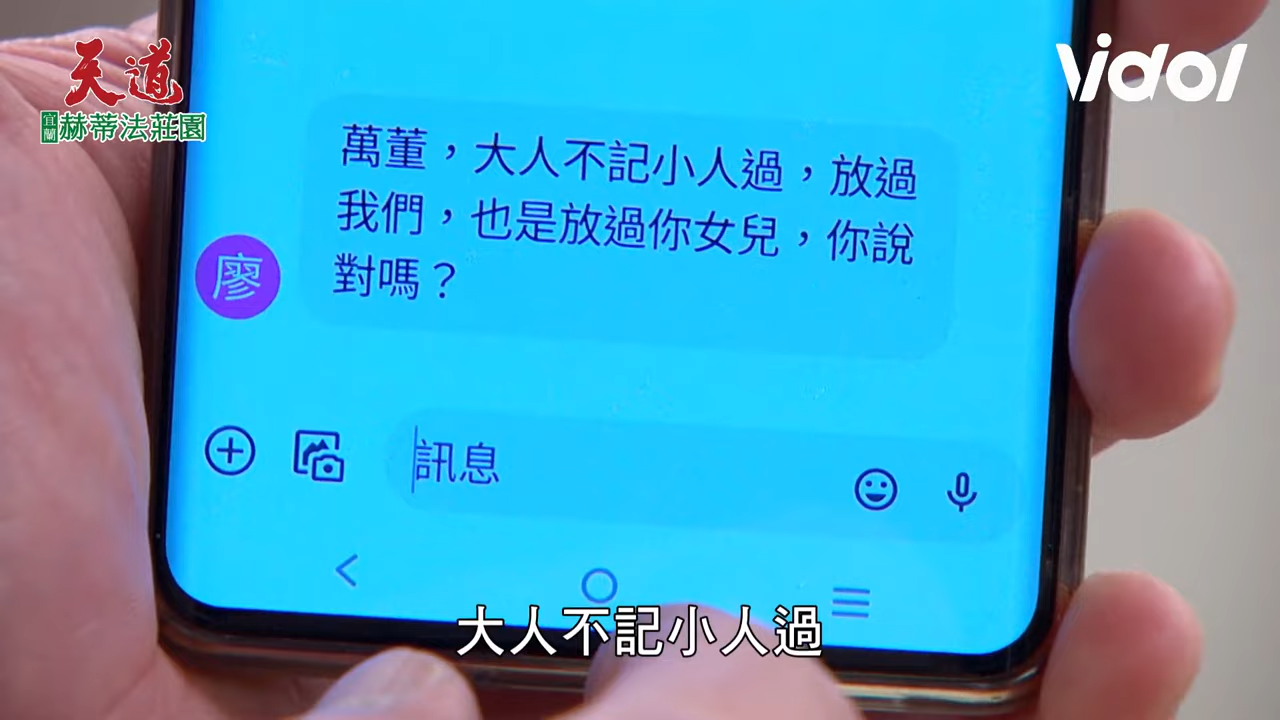 天道
宜蘭赫蒂法莊園
Vidol
萬董，大人不記小人過，放過
我們，也是放過你女兒，你說
對嗎？
廖
訊息
大人不記小人過